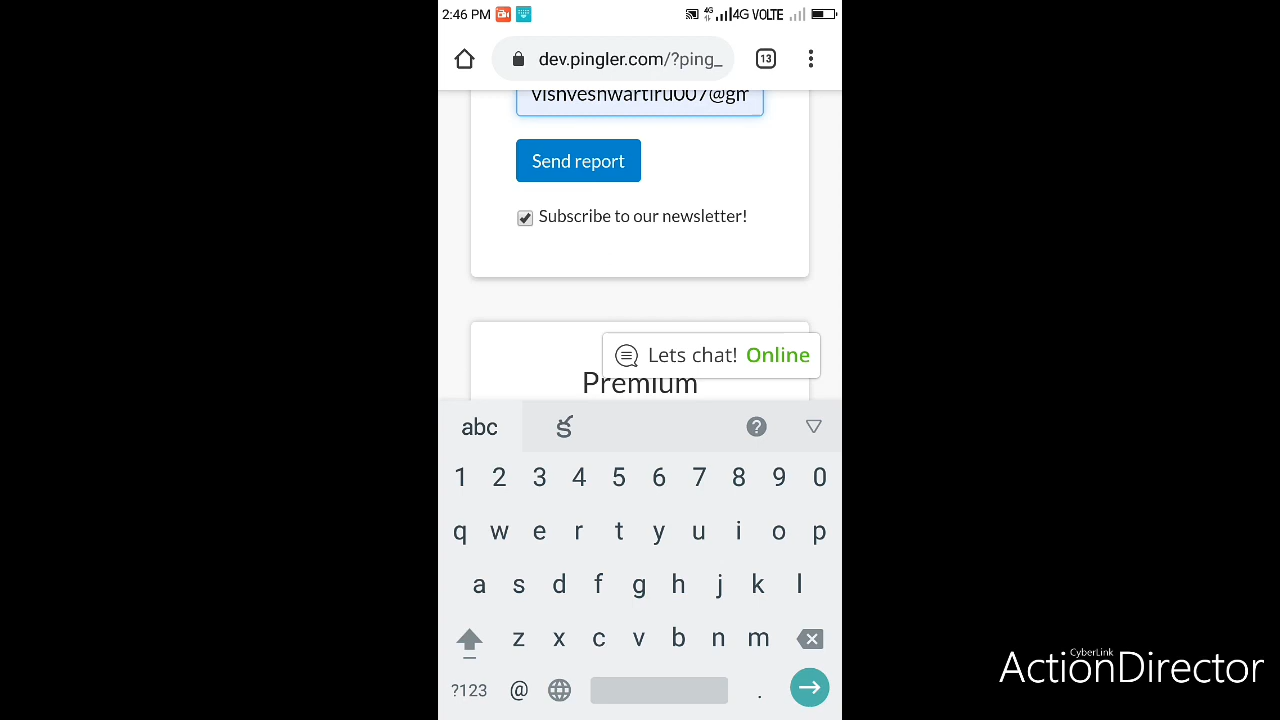 2:46 PM 4G 4G VOLTE
dev.pingler.com/?ping_ 13
vishveshwartiru007@gm
Send report
Subscribe to our newsletter!
Lets chat! Online
Premium
abc క
1 2 3 4 5 6 7 8 9 0
q w e r t y u i o p
a s d f g h j k l
z x c v b n m
?123 @ .
CyberLink
ActionDirector